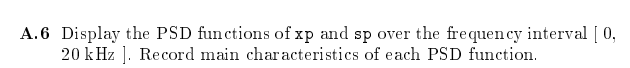 A.6 Display the PSD functions of xp and sp over the frequency interval [ 0,
20 kHz ]. Record main characteristics of each PSD function.